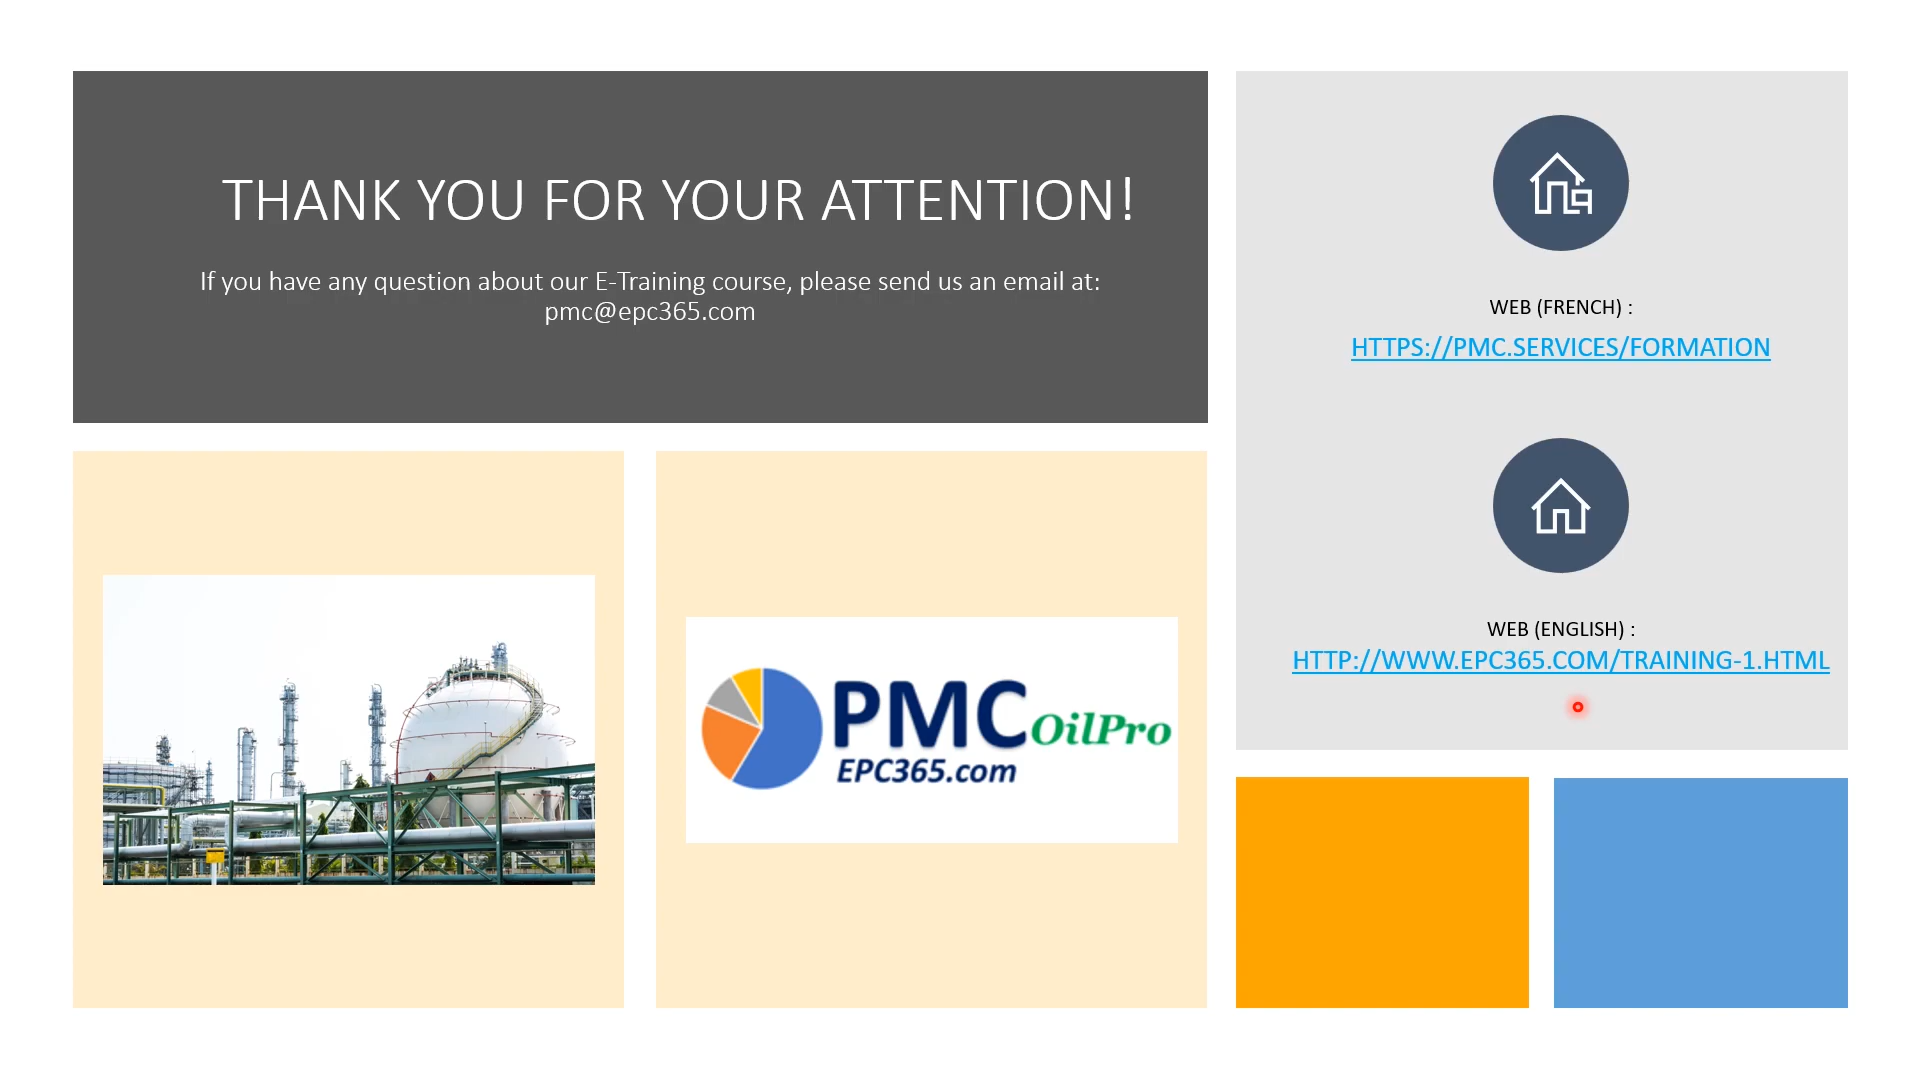 THANK YOU FOR YOUR ATTENTION!
If you have any question about our E-Training course, please send us an email at:
pmc@epc365.com
WEB (FRENCH) :
HTTPS://PMC.SERVICES/FORMATION
WEB (ENGLISH) :
HTTP://WWW.EPC365.COM/TRAINING-1.HTML
PMC OilPro
EPC365.com